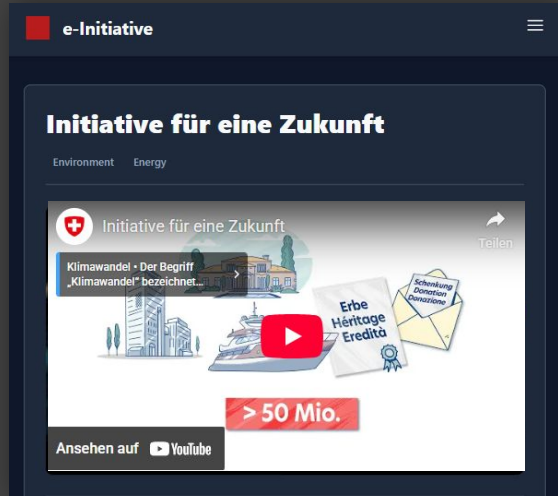 e-Initiative
Initiative für eine Zukunft
Environment Energy
Initiative für eine Zukunft
Teilen
Klimawandel • Der Begriff
„Klimawandel“ bezeichnet...
Schenkung
Donation
Donazione
Erbe
Héritage
Eredità
> 50 Mio.
Ansehen auf YouTube